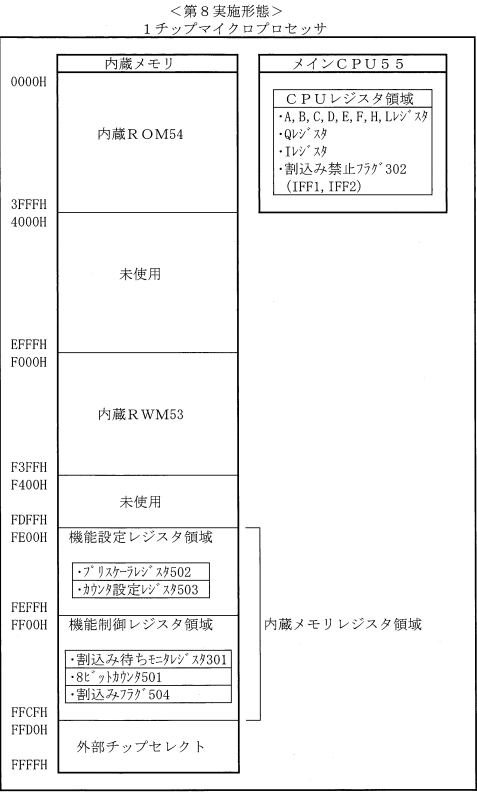 ＜第８実施形態＞
１チップマイクロプロセッサ
内蔵メモリ
0000H
内蔵ＲＯＭ54
3FFFH
4000H
未使用
EFFFH
F000H
内蔵ＲＷＭ53
F3FFH
F400H
未使用
FDFFH
FE00H
機能設定レジスタ領域
・ﾌﾟﾘｽｹｰﾗﾚｼﾞｽﾀ502
・ｶｳﾝﾀ設定ﾚｼﾞｽﾀ503
FEFFH
FF00H
機能制御レジスタ領域
・割込み待ちﾓﾆﾀﾚｼﾞｽﾀ301
・8ﾋﾞｯﾄｶｳﾝﾀ501
・割込みﾌﾗｸﾞ504
FFCFH
FFD0H
外部チップセレクト
FFFFH
内蔵メモリレジスタ領域
メインＣＰＵ５５
ＣＰＵレジスタ領域
・A,B,C,D,E,F,H,Lﾚｼﾞｽﾀ
・Qﾚｼﾞｽﾀ
・Iﾚｼﾞｽﾀ
・割込み禁止ﾌﾗｸﾞ302
(IFF1,IFF2)